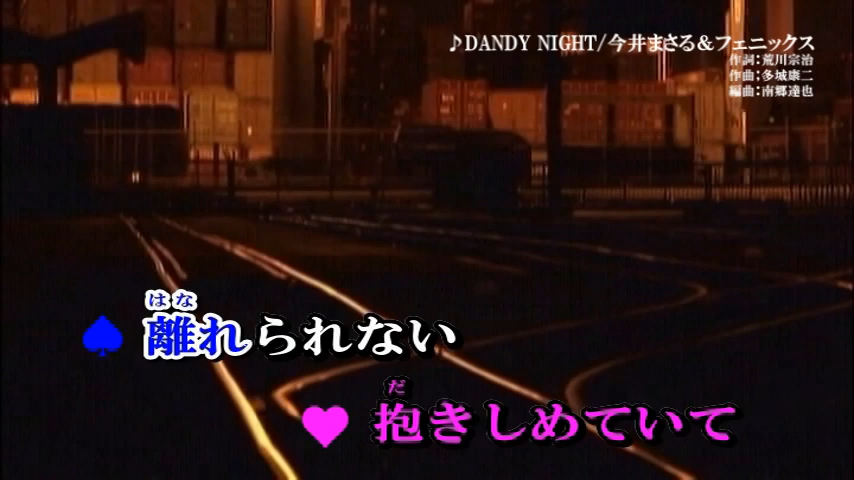 ♪DANDY NIGHT/今井まさる&フェニックス
作詞:荒川宗治
作曲:多城康二
編曲:南郷達也
はな
♠ 離れられない
だ
♥ 抱きしめていて